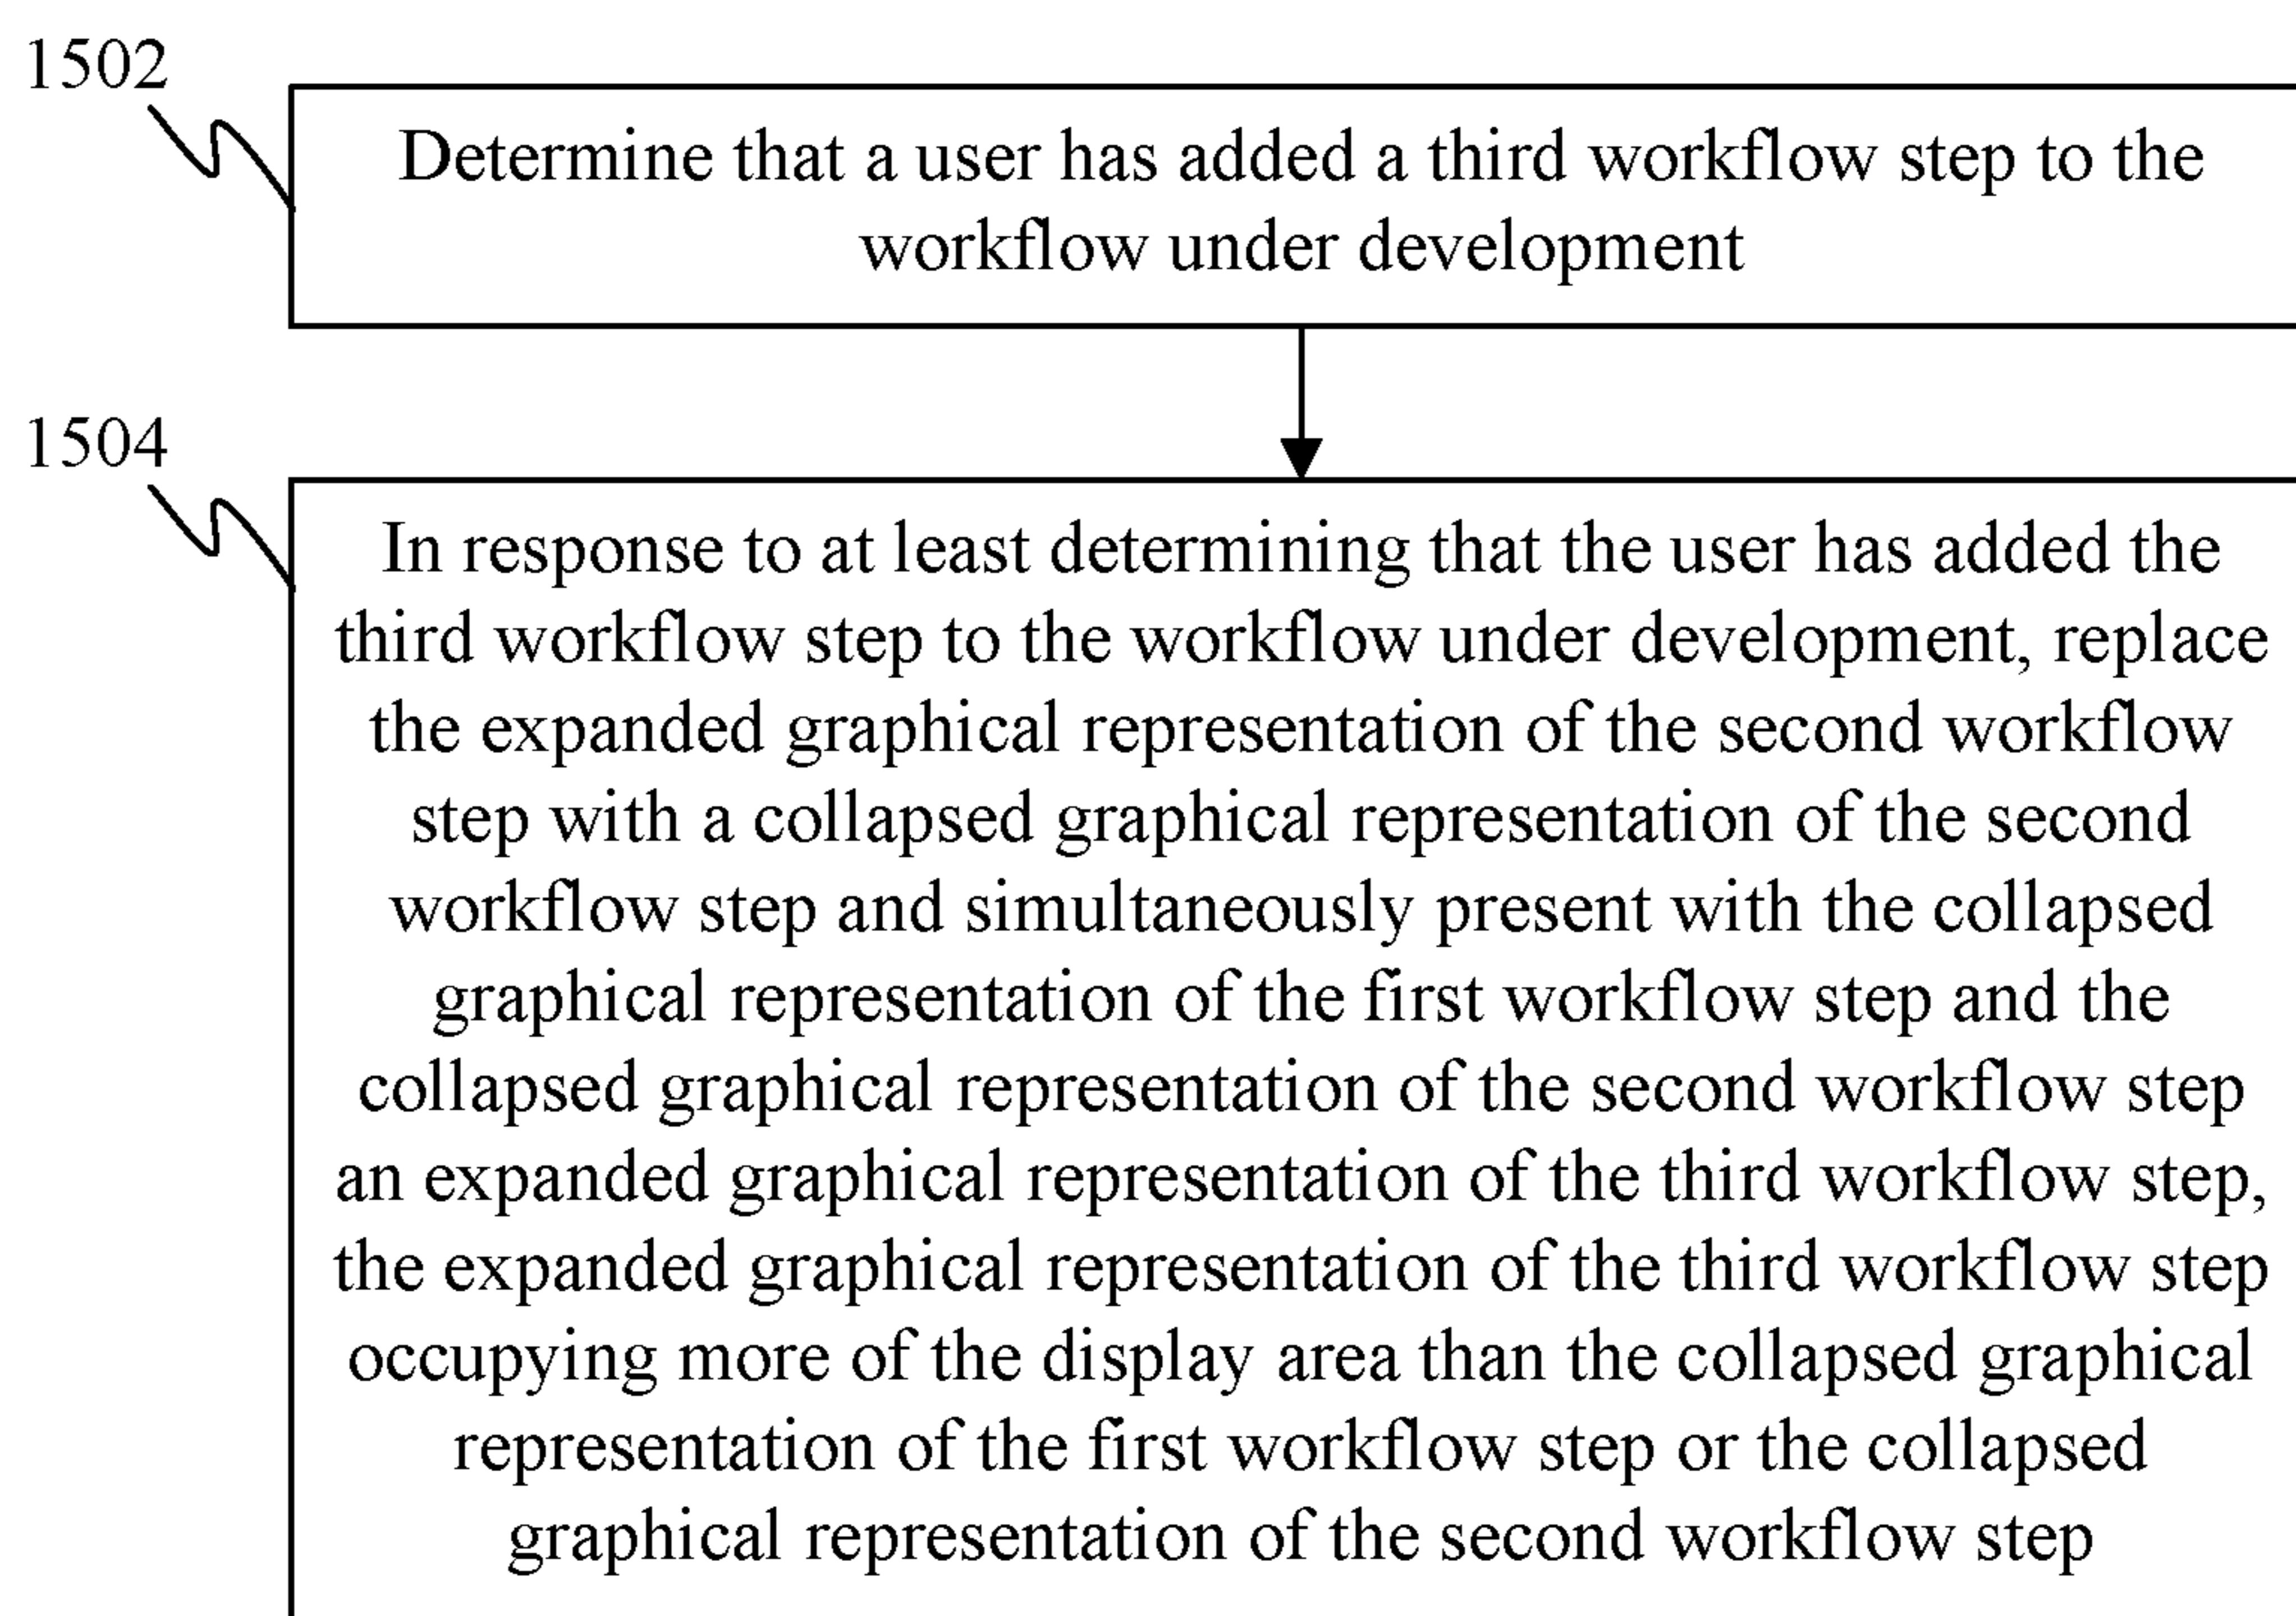 1502
Determine that a user has added a third workflow step to the
workflow under development
1504
In response to at least determining that the user has added the
third workflow step to the workflow under development, replace
the expanded graphical representation of the second workflow
step with a collapsed graphical representation of the second
workflow step and simultaneously present with the collapsed
graphical representation of the first workflow step and the
collapsed graphical representation of the second workflow step
an expanded graphical representation of the third workflow step,
the expanded graphical representation of the third workflow step
occupying more of the display area than the collapsed graphical
representation of the first workflow step or the collapsed
graphical representation of the second workflow step